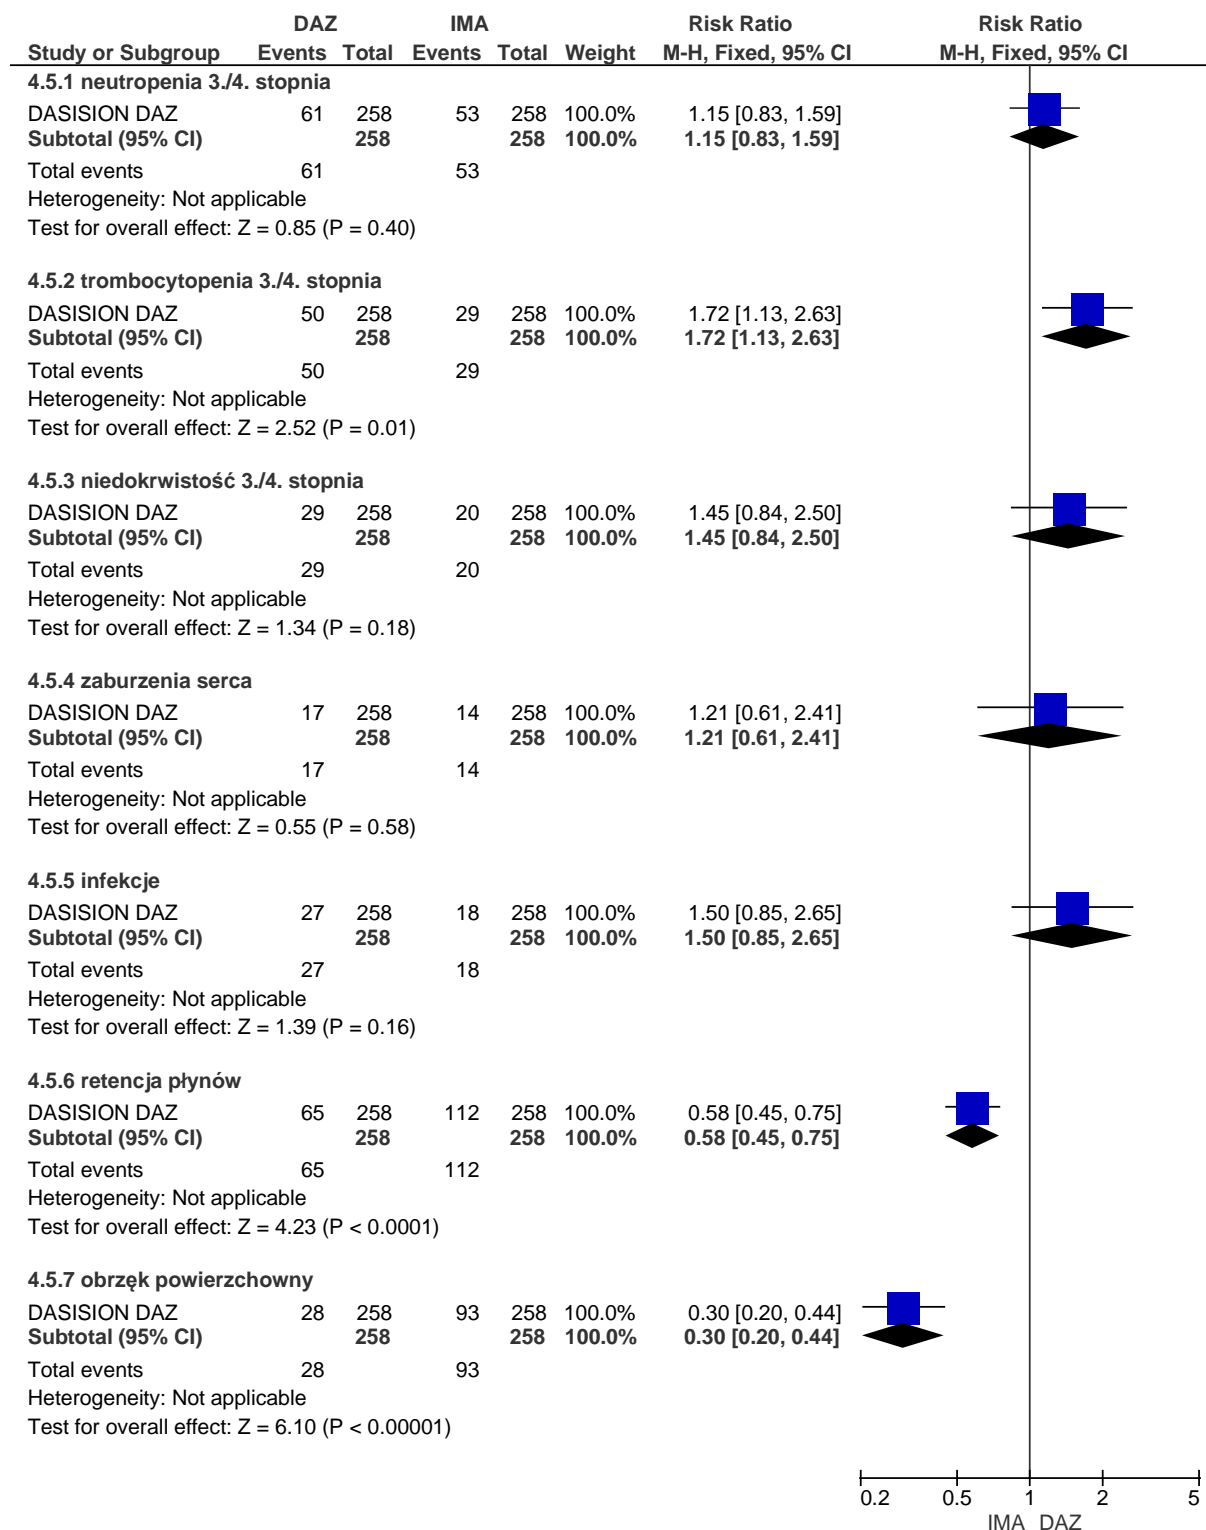 DAZ IMA Risk Ratio Risk Ratio
Study or Subgroup Events Total Events Total Weight M-H, Fixed, 95% CI M-H, Fixed, 95% CI
4.5.1 neutropenia 3./4. stopnia
DASISION DAZ 61 258 53 258 100.0% 1.15 [0.83, 1.59]
Subtotal (95% CI) 258 258 100.0% 1.15 [0.83, 1.59]
Total events 61 53
Heterogeneity: Not applicable
Test for overall effect: Z = 0.85 (P = 0.40)
4.5.2 trombocytopenia 3./4. stopnia
DASISION DAZ 50 258 29 258 100.0% 1.72 [1.13, 2.63]
Subtotal (95% CI) 258 258 100.0% 1.72 [1.13, 2.63]
Total events 50 29
Heterogeneity: Not applicable
Test for overall effect: Z = 2.52 (P = 0.01)
4.5.3 niedokrwistość 3./4. stopnia
DASISION DAZ 29 258 20 258 100.0% 1.45 [0.84, 2.50]
Subtotal (95% CI) 258 258 100.0% 1.45 [0.84, 2.50]
Total events 29 20
Heterogeneity: Not applicable
Test for overall effect: Z = 1.34 (P = 0.18)
4.5.4 zaburzenia serca
DASISION DAZ 17 258 14 258 100.0% 1.21 [0.61, 2.41]
Subtotal (95% CI) 258 258 100.0% 1.21 [0.61, 2.41]
Total events 17 14
Heterogeneity: Not applicable
Test for overall effect: Z = 0.55 (P = 0.58)
4.5.5 infekcje
DASISION DAZ 27 258 18 258 100.0% 1.50 [0.85, 2.65]
Subtotal (95% CI) 258 258 100.0% 1.50 [0.85, 2.65]
Total events 27 18
Heterogeneity: Not applicable
Test for overall effect: Z = 1.39 (P = 0.16)
4.5.6 retencja płynów
DASISION DAZ 65 258 112 258 100.0% 0.58 [0.45, 0.75]
Subtotal (95% CI) 258 258 100.0% 0.58 [0.45, 0.75]
Total events 65 112
Heterogeneity: Not applicable
Test for overall effect: Z = 4.23 (P < 0.0001)
4.5.7 obrzęk powierzchowny
DASISION DAZ 28 258 93 258 100.0% 0.30 [0.20, 0.44]
Subtotal (95% CI) 258 258 100.0% 0.30 [0.20, 0.44]
Total events 28 93
Heterogeneity: Not applicable
Test for overall effect: Z = 6.10 (P < 0.00001)
0.2 0.5 1 2 5
IMA DAZ